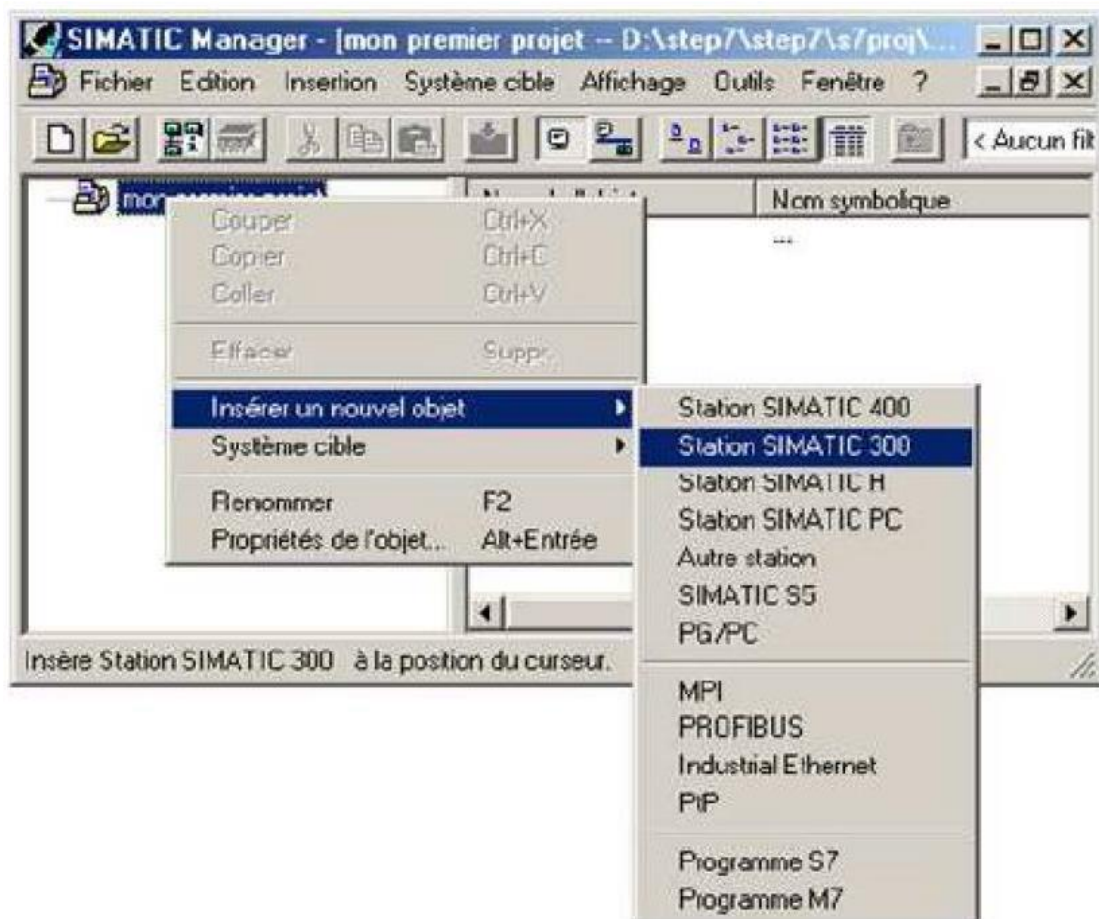 SIMATIC Manager - [mon premier projet -- D:\step7\step7\s7proj\...
Fichier Edition Insertion Système cible Affichage Outils Fenêtre ?
< Aucun filt
mon
Nom symbolique
---
Couper Ctrl+X
Copier Ctrl+C
Coller Ctrl+V
Effacer Suppr.
Insérer un nouvel objet
Système cible
Renommer F2
Propriétés de l'objet... Alt+Entrée
Station SIMATIC 400
Station SIMATIC 300
Station SIMATIC H
Station SIMATIC PC
Autre station
SIMATIC S5
PG/PC
MPI
PROFIBUS
Industrial Ethernet
PtP
Programme S7
Programme M7
Insère Station SIMATIC 300 à la position du curseur.